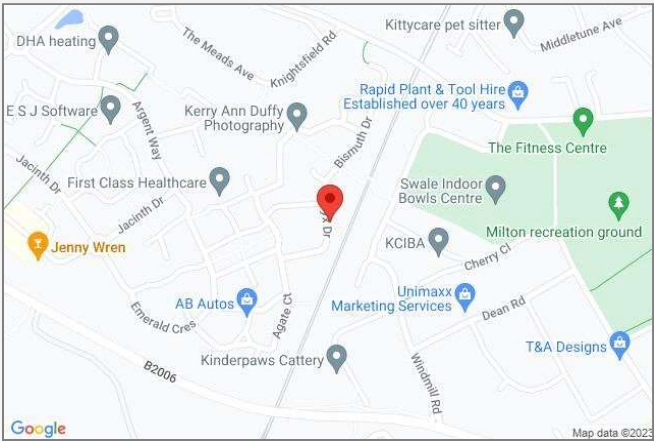 Kittycare pet sitter
Middletune Ave
DHA heating
The Meads Ave
Knightsfield Rd
Rapid Plant & Tool Hire
Established over 40 years
E S J Software
Argent Way
Kerry Ann Duffy
Photography
Bismuth Dr
The Fitness Centre
Jacinth Dr
First Class Healthcare
Swale Indoor
Bowls Centre
Jacinth Dr
Dr
Milton recreation ground
KCIBA
Cherry Cl
Jenny Wren
Unimaxx
Marketing Services
AB Autos
Agate Ct
Dean Rd
Emerald Cres
T&A Designs
Kinderpaws Cattery
B2006
Windmill Rd
Google
Map data ©2023